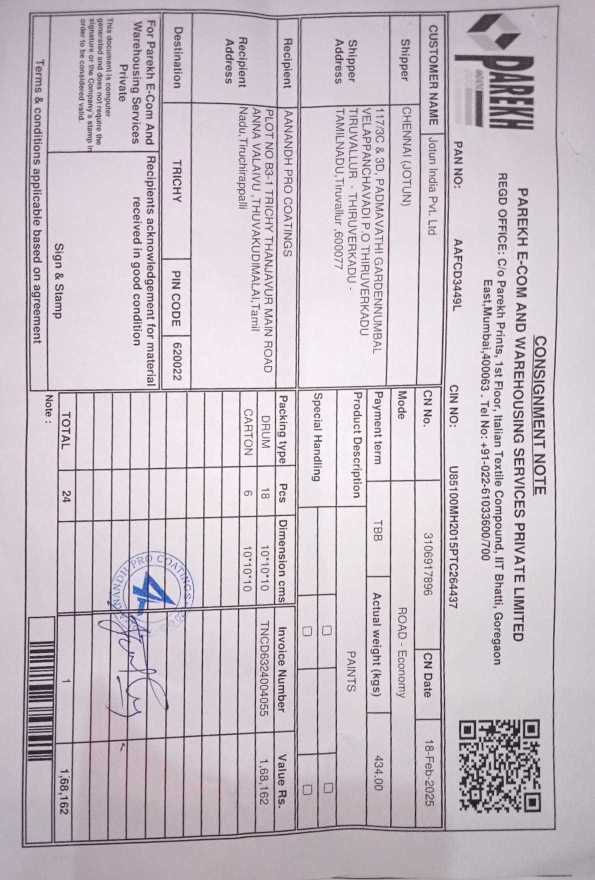 CONSIGNMENT NOTE
PAREKH
PAREKH E-COM AND WAREHOUSING SERVICES PRIVATE LIMITED
REGD OFFICE: C/o Parekh Prints, 1st Floor, Italian Textile Compound, IIT Bhatti, Goregaon
East,Mumbai,400063 . Tel No: +91-022-61033600/700
PAN NO: AAFCD3449L CIN NO: U85100MH2015PTC264437
CUSTOMER NAME Jotun India Pvt. Ltd CN No. 3106917896 CN Date 18-Feb-2025
Shipper CHENNAI (JOTUN) Mode ROAD - Economy
Shipper Address
117/3C & 3D, PADMAVATHI GARDENNUMBAL
VELAPPANCHAVADI P.O THIRUVERKADU
TIRUVALLUR - THIRUVERKADU -
TAMILNADU,Tiruvallur ,600077
Payment term TBB Actual weight (kgs) 434.00
Product Description PAINTS
Special Handling
Recipient AANANDH PRO COATINGS
Recipient Address
PLOT NO B3-1 TRICHY THANJAVUR MAIN ROAD
ANNA VALAIVU ,THUVAKUDIMALAI,Tamil
Nadu,Tiruchirappalli
Packing type Pcs Dimension cms Invoice Number Value Rs.
DRUM 18 10*10*10 TNCD6324004055 1,68,162
CARTON 6 10*10*10
Destination TRICHY PIN CODE 620022
For Parekh E-Com And
Warehousing Services
Private
This document is computer
generated and does not require the
signature or the Company's stamp in
order to be considered valid.
Recipients acknowledgement for material
received in good condition
Sign & Stamp
TOTAL 24 1 1,68,162
Terms & conditions applicable based on agreement
Note :